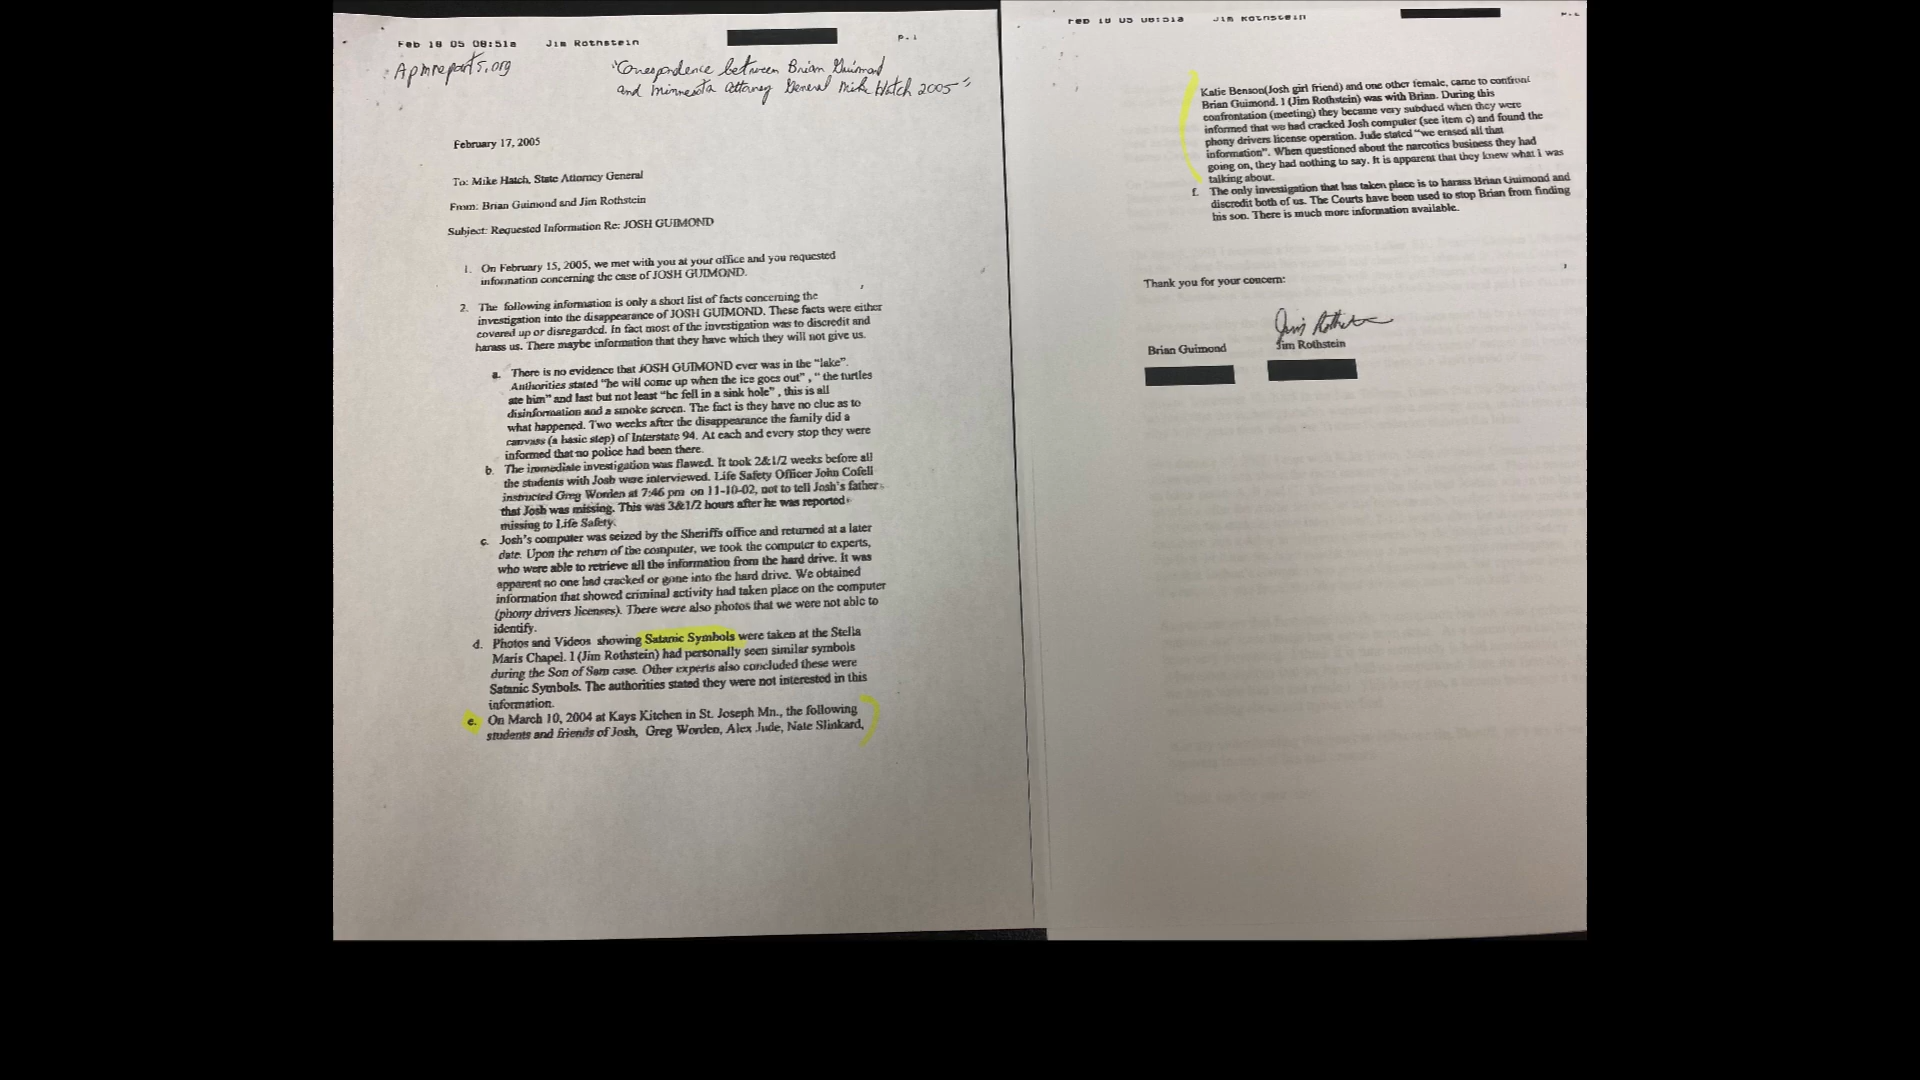 Feb 18 05 08:51a Jim Rothstein p.1
Apmreports.org
"Correspondence between Brian Guimond
and Minnesota Attorney General Mike Hatch 2005"
February 17, 2005
To: Mike Hatch, State Attorney General
From: Brian Guimond and Jim Rothstein
Subject: Requested Information Re: JOSH GUIMOND
1. On February 15, 2005, we met with you at your office and you requested
information concerning the case of JOSH GUIMOND.
2. The following information is only a short list of facts concerning the
investigation into the disappearance of JOSH GUIMOND. These facts were either
covered up or disregarded. In fact most of the investigation was to discredit and
harass us. There maybe information that they have which they will not give us.
a. There is no evidence that JOSH GUIMOND ever was in the "lake".
Authorities stated "he will come up when the ice goes out", " the turtles
ate him" and last but not least "he fell in a sink hole", this is all
disinformation and a smoke screen. The fact is they have no clue as to
what happened. Two weeks after the disappearance the family did a
canvass (a basic step) of Interstate 94. At each and every stop they were
informed that no police had been there.
b. The immediate investigation was flawed. It took 2&1/2 weeks before all
the students with Josh were interviewed. Life Safety Officer John Cofell
instructed Greg Worden at 7:46 pm on 11-10-02, not to tell Josh's father
that Josh was missing. This was 3&1/2 hours after he was reported
missing to Life Safety.
c. Josh's computer was seized by the Sheriffs office and returned at a later
date. Upon the return of the computer, we took the computer to experts,
who were able to retrieve all the information from the hard drive. It was
apparent no one had cracked or gone into the hard drive. We obtained
information that showed criminal activity had taken place on the computer
(phony drivers licenses). There were also photos that we were not able to
identify.
d. Photos and Videos showing Satanic Symbols were taken at the Stella
Maris Chapel. I (Jim Rothstein) had personally seen similar symbols
during the Son of Sam case. Other experts also concluded these were
Satanic Symbols. The authorities stated they were not interested in this
information.
e. On March 10, 2004 at Kays Kitchen in St. Joseph Mn., the following
students and friends of Josh, Greg Worden, Alex Jude, Nate Slinkard,
Feb 18 05 08:51a Jim Rothstein
Katie Benson(Josh girl friend) and one other female, came to confront
Brian Guimond. I (Jim Rothstein) was with Brian. During this
confrontation (meeting) they became very subdued when they were
informed that we had cracked Josh computer (see item c) and found the
phony drivers license operation. Jude stated "we erased all that
information". When questioned about the narcotics business they had
going on, they had nothing to say. It is apparent that they knew what I was
talking about.
f. The only investigation that has taken place is to harass Brian Guimond and
discredit both of us. The Courts have been used to stop Brian from finding
his son. There is much more information available.
Thank you for your concern:
Jim Rothstein
Brian Guimond Jim Rothstein